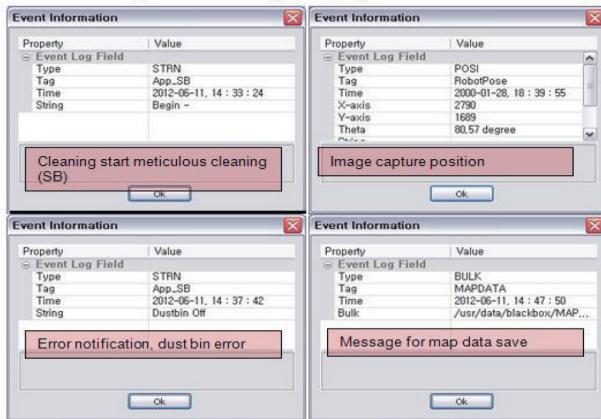 Event Information
Property Value
Event Log Field
Type STRN
Tag App_SB
Time 2012-06-11, 14 : 33 : 24
String Begin -
Cleaning start meticulous cleaning
(SB)
Ok
Event Information
Property Value
Event Log Field
Type POSI
Tag RobotPose
Time 2000-01-28, 18 : 39 : 55
X-axis 2790
Y-axis 1689
Theta 80,57 degree
Image capture position
Ok
Event Information
Property Value
Event Log Field
Type STRN
Tag App_SB
Time 2012-06-11, 14 : 37 : 42
String Dustbin Off
Error notification, dust bin error
Ok
Event Information
Property Value
Event Log Field
Type BULK
Tag MAPDATA
Time 2012-06-11, 14 : 47 : 50
Bulk /usr/data/blackbox/MAP...
Message for map data save
Ok